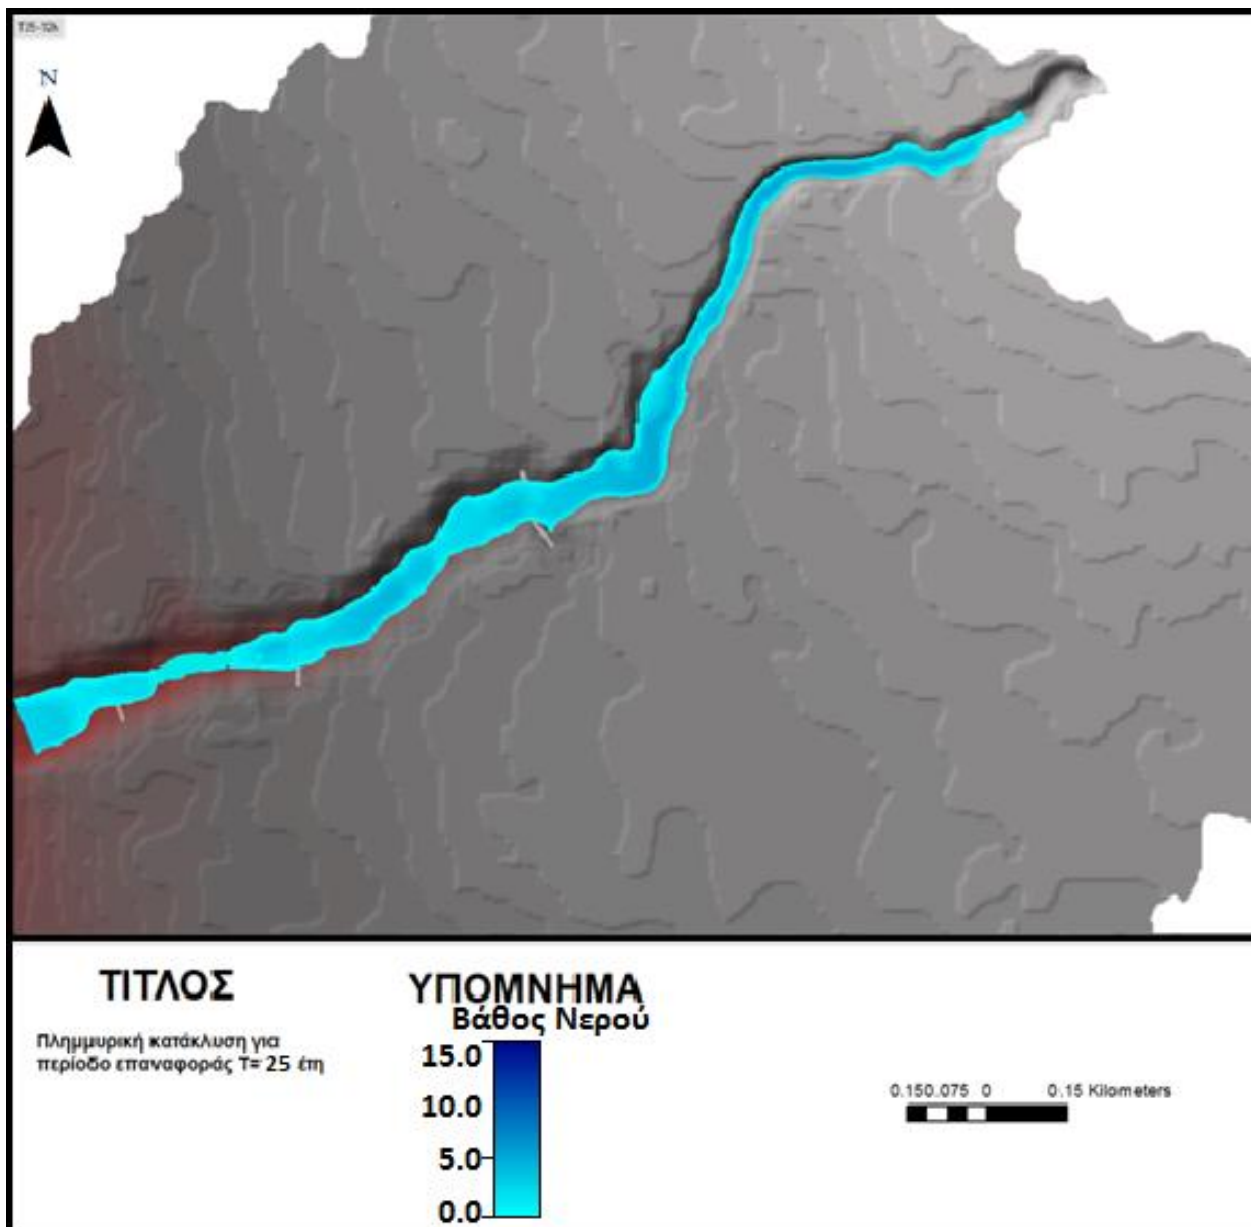 N
ΤΙΤΛΟΣ
Πλημμυρική κατάκλυση για
περίοδο επαναφοράς Τ= 25 έτη
ΥΠΟΜΝΗΜΑ
Βάθος Νερού
15.0
10.0
5.0
0.0
0.150.075 0 0.15 Kilometers